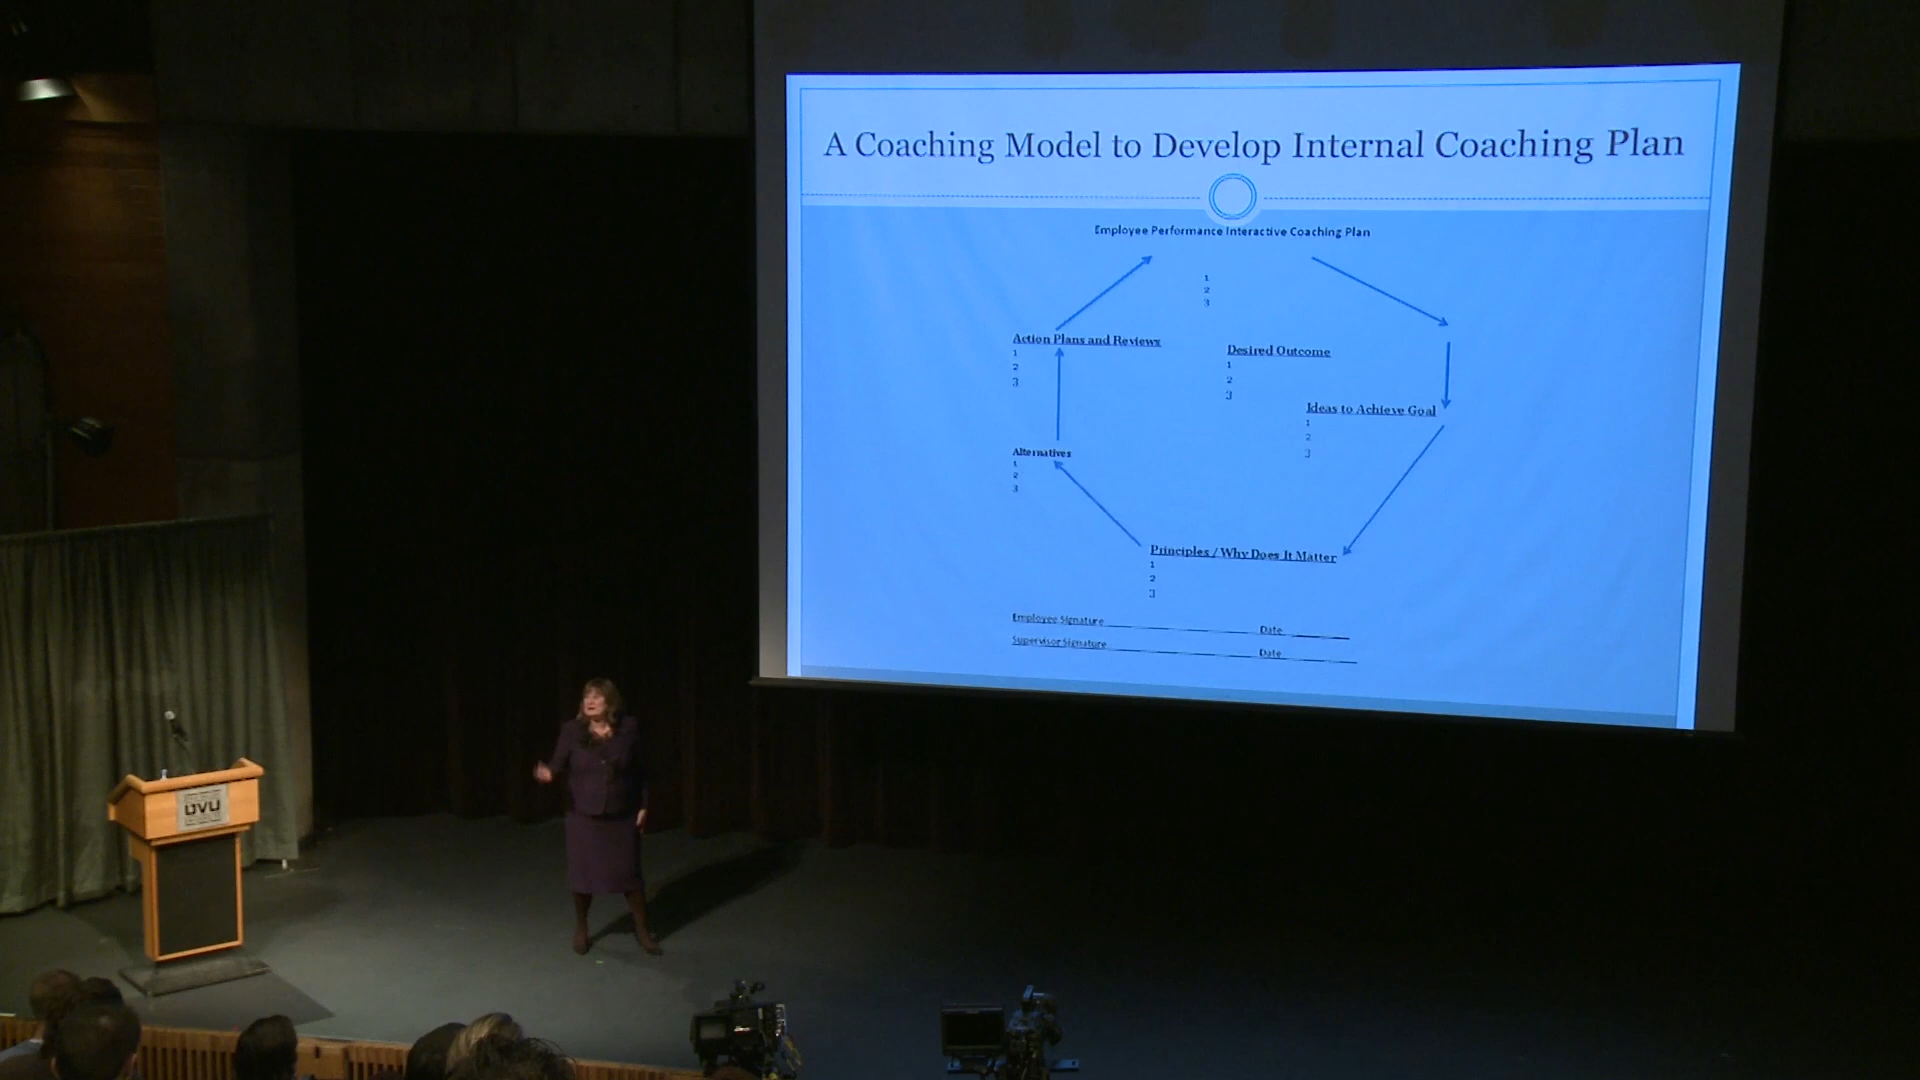 A Coaching Model to Develop Internal Coaching Plan
Employee Performance Interactive Coaching Plan
1
2
3
Action Plans and Reviews
1
2
3
Desired Outcome
1
2
3
Ideas to Achieve Goal
1
2
3
Alternatives
1
2
3
Principles / Why Does It Matter
1
2
3
Employee Signature Date
Supervisor Signature Date
UVU